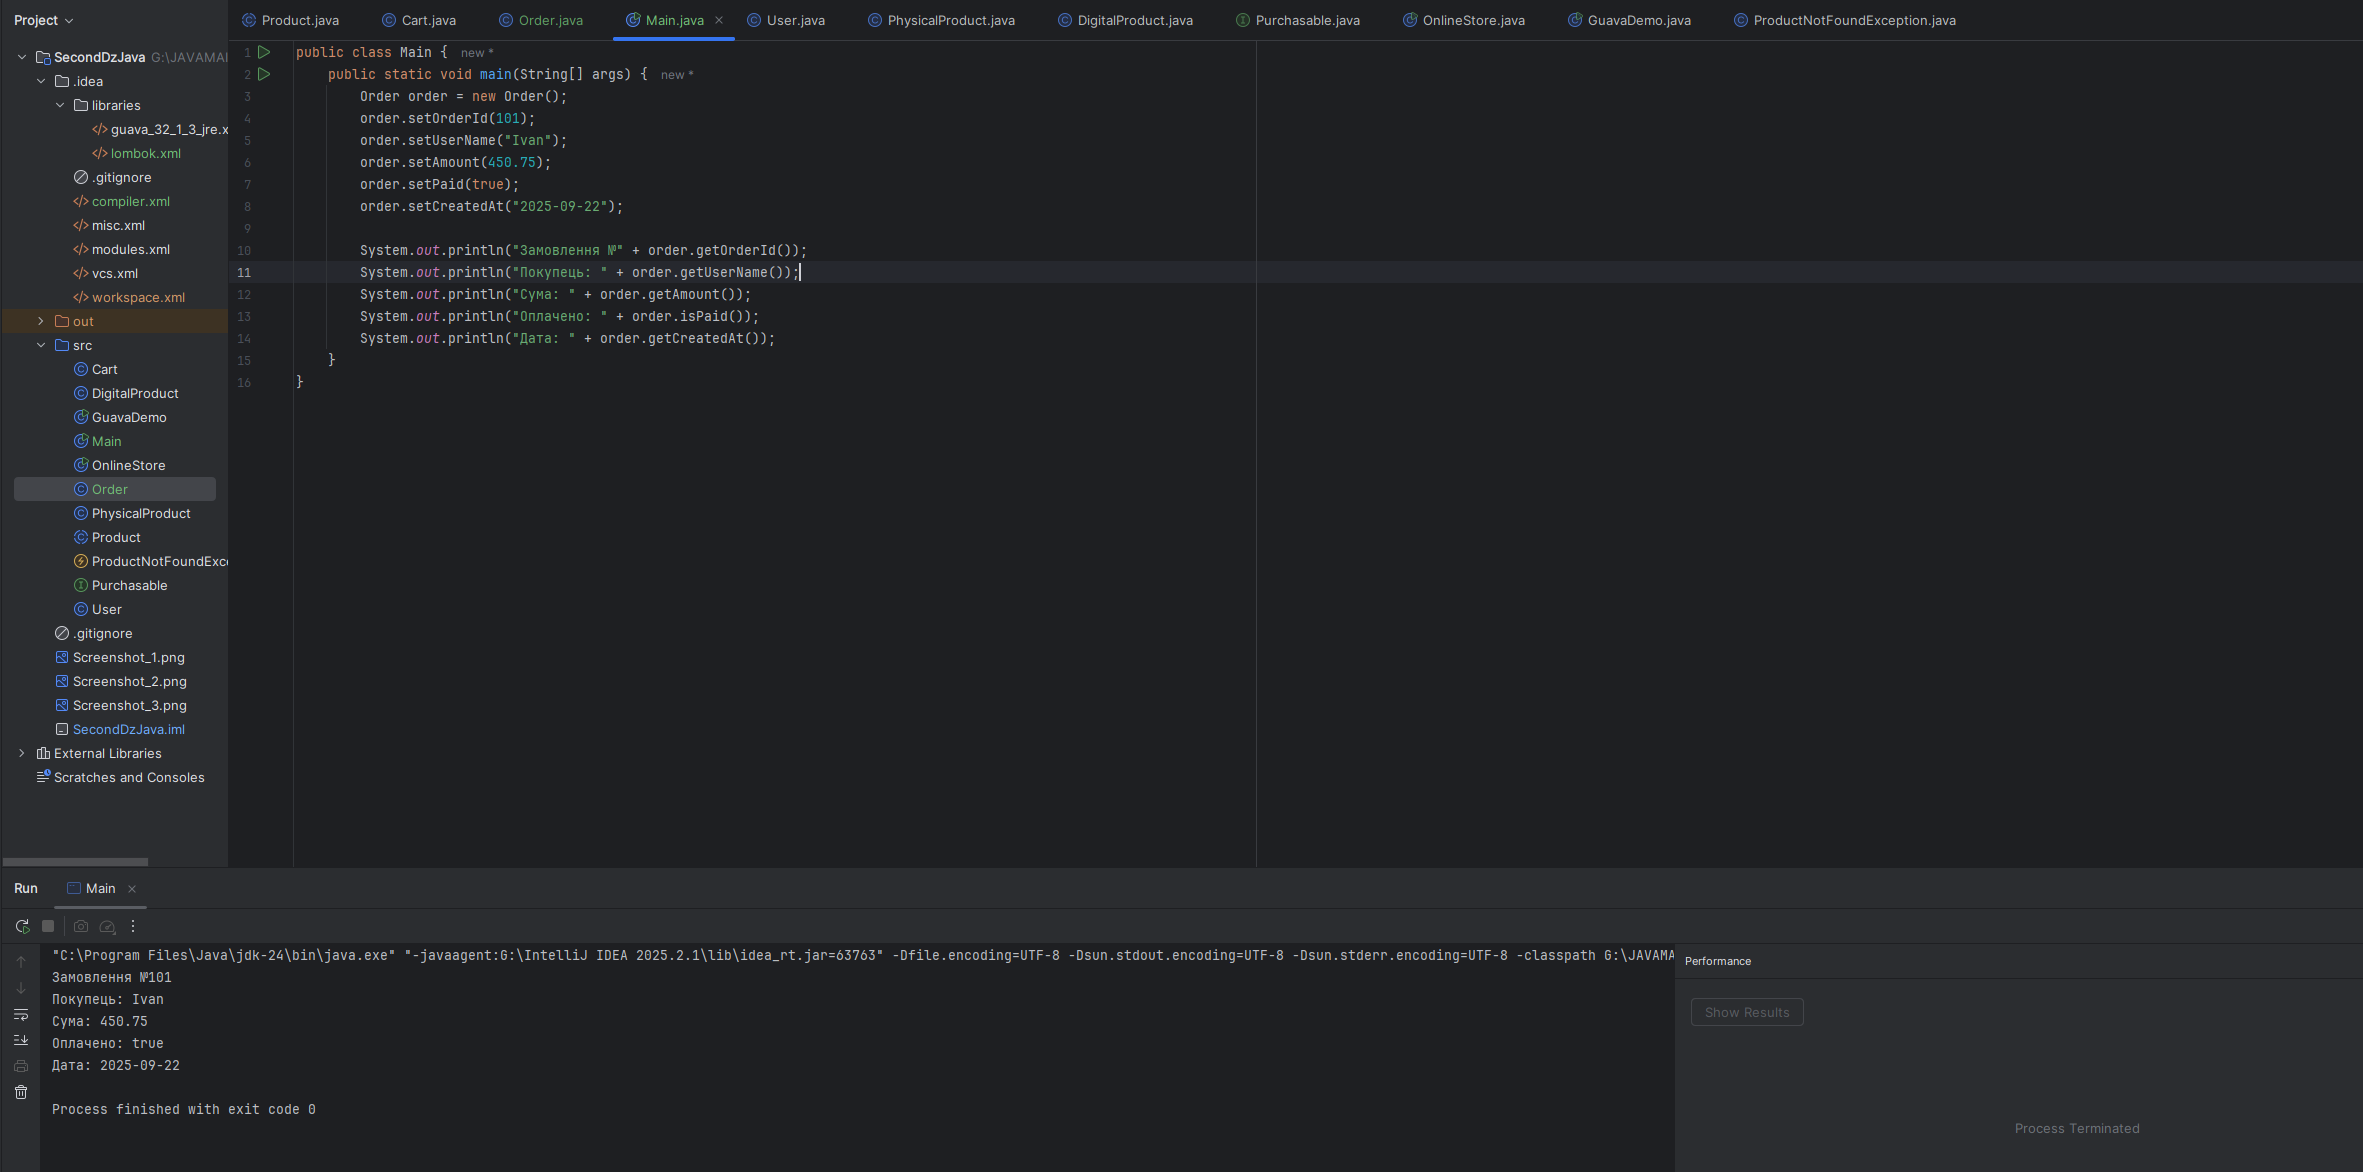 Project
Product.java Cart.java Order.java Main.java User.java PhysicalProduct.java DigitalProduct.java Purchasable.java OnlineStore.java GuavaDemo.java ProductNotFoundException.java
SecondDzJava G:\JAVAMAI
.idea
libraries
guava_32_1_3_jre.x
lombok.xml
.gitignore
compiler.xml
misc.xml
modules.xml
vcs.xml
workspace.xml
out
src
Cart
DigitalProduct
GuavaDemo
Main
OnlineStore
Order
PhysicalProduct
Product
ProductNotFoundExce
Purchasable
User
.gitignore
Screenshot_1.png
Screenshot_2.png
Screenshot_3.png
SecondDzJava.iml
External Libraries
Scratches and Consoles
1 public class Main { new *
2 public static void main(String[] args) { new *
3 Order order = new Order();
4 order.setOrderId(101);
5 order.setUserName("Ivan");
6 order.setAmount(450.75);
7 order.setPaid(true);
8 order.setCreatedAt("2025-09-22");
9
10 System.out.println("Замовлення №" + order.getOrderId());
11 System.out.println("Покупець: " + order.getUserName());
12 System.out.println("Сума: " + order.getAmount());
13 System.out.println("Оплачено: " + order.isPaid());
14 System.out.println("Дата: " + order.getCreatedAt());
15 }
16 }
Run Main
"C:\Program Files\Java\jdk-24\bin\java.exe" "-javaagent:G:\IntelliJ IDEA 2025.2.1\lib\idea_rt.jar=63763" -Dfile.encoding=UTF-8 -Dsun.stdout.encoding=UTF-8 -Dsun.stderr.encoding=UTF-8 -classpath G:\JAVAMA
Замовлення №101
Покупець: Ivan
Сума: 450.75
Оплачено: true
Дата: 2025-09-22
Process finished with exit code 0
Performance
Show Results
Process Terminated